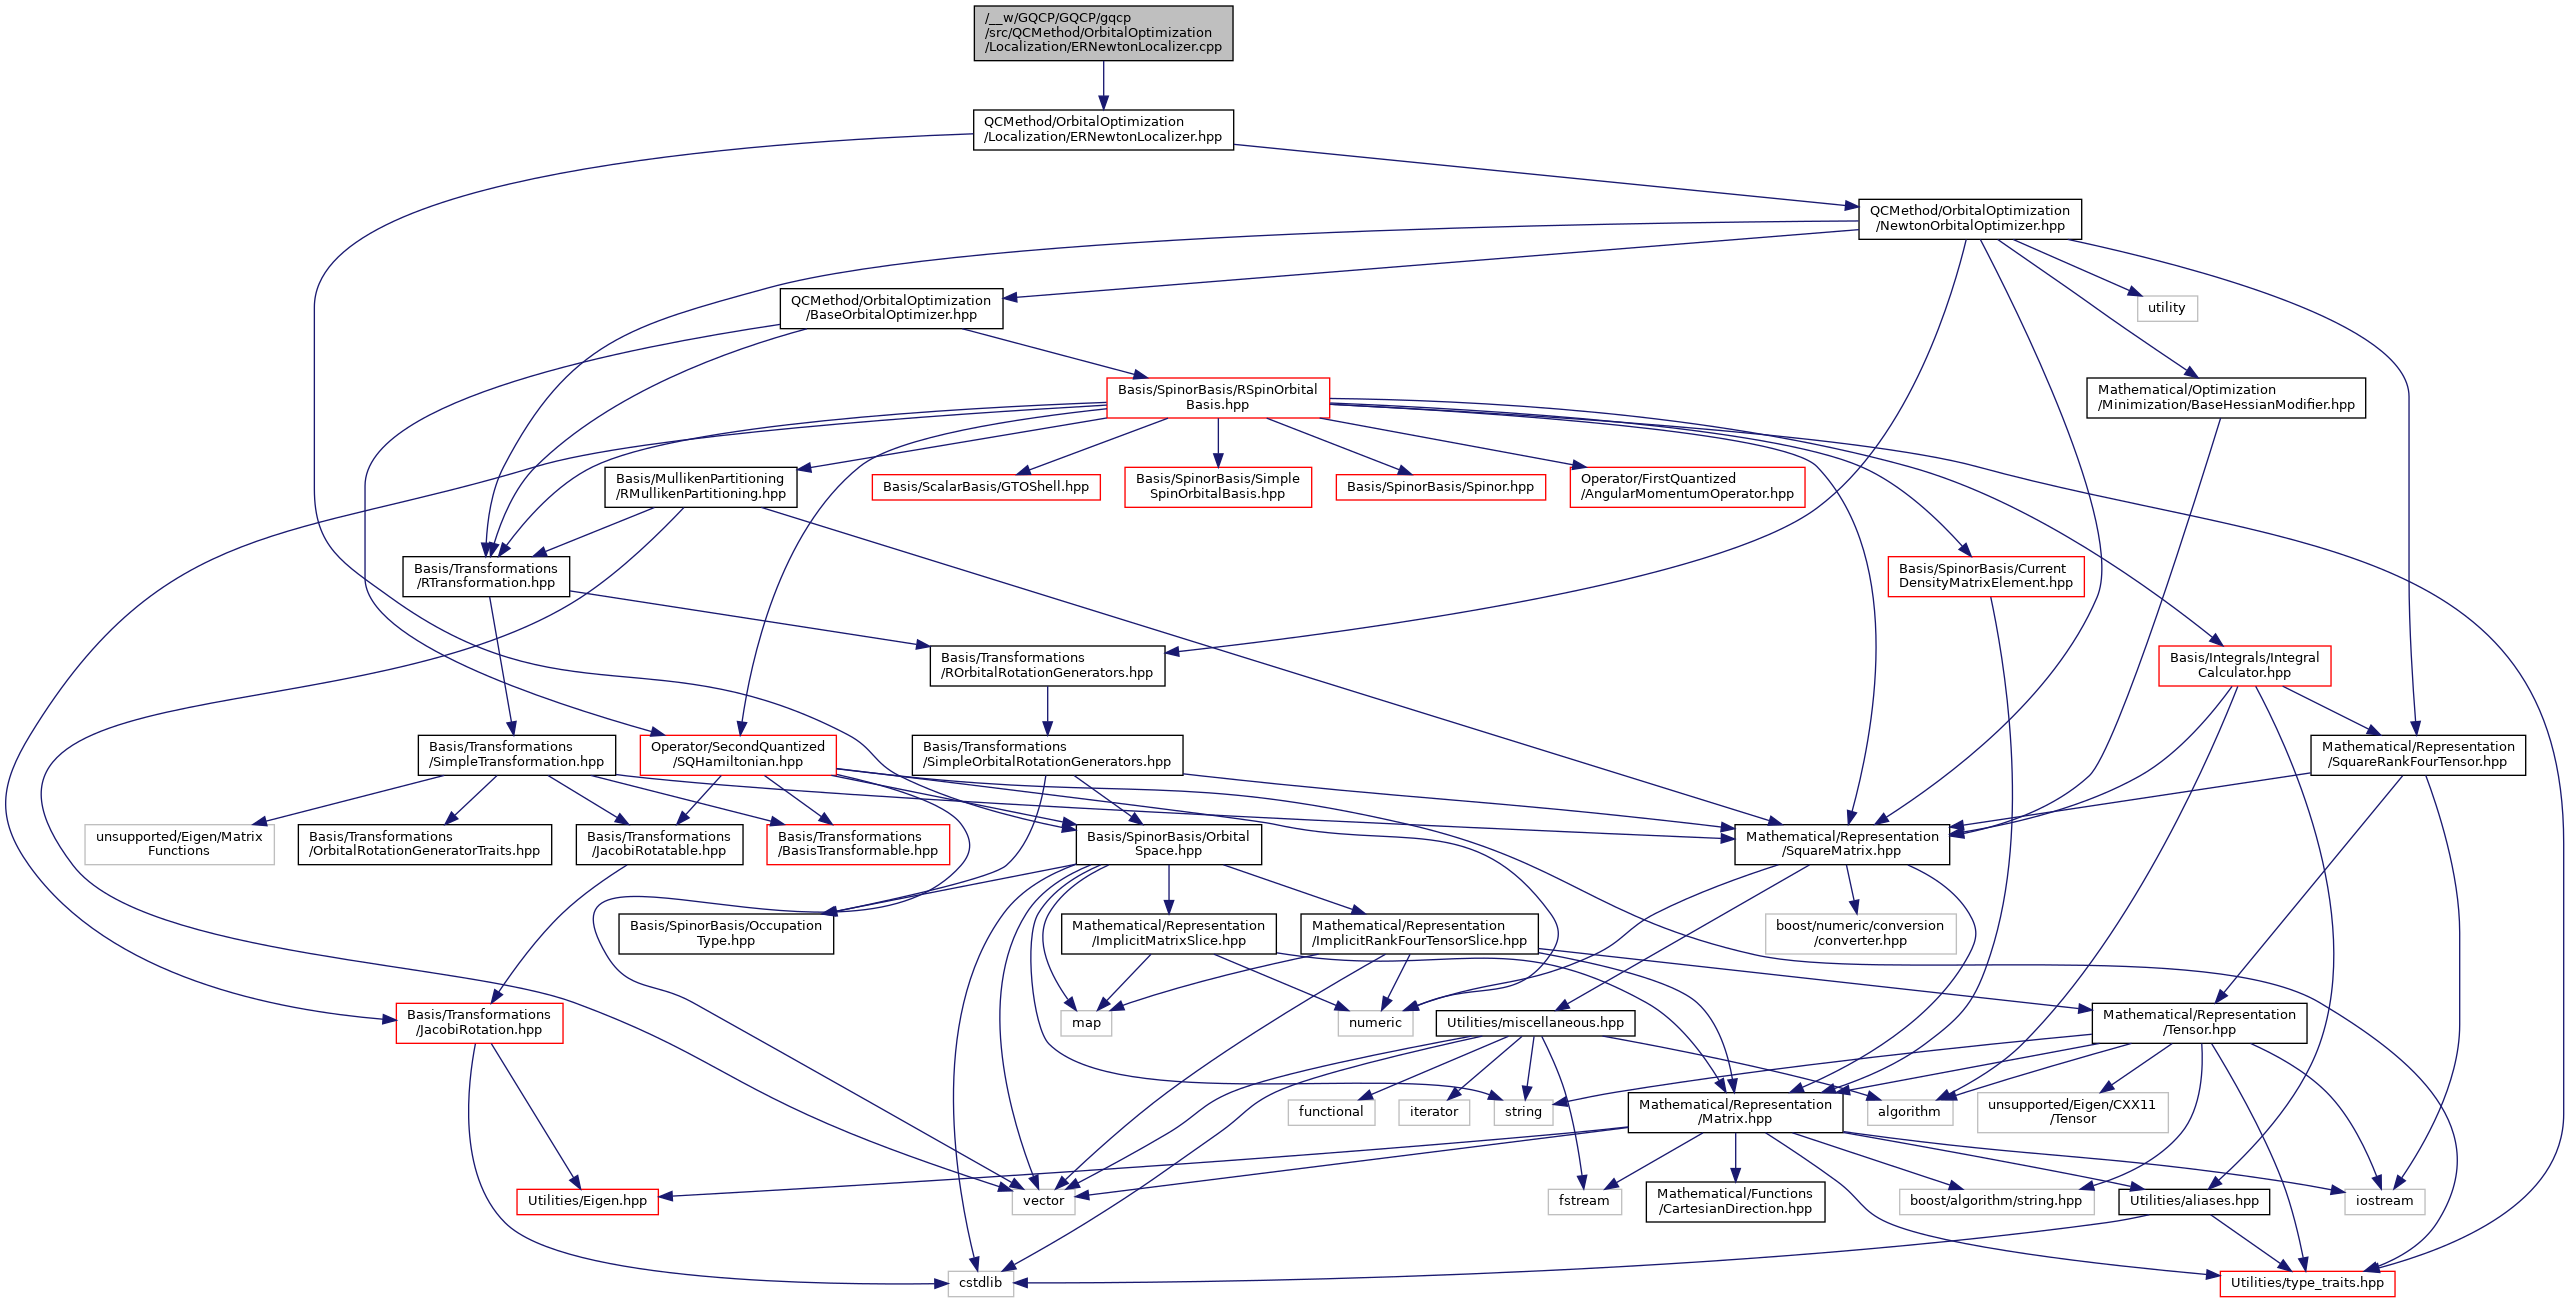 /__w/GQCP/GQCP/gqcp
/src/QCMethod/OrbitalOptimization
/Localization/ERNewtonLocalizer.cpp
QCMethod/OrbitalOptimization
/Localization/ERNewtonLocalizer.hpp
QCMethod/OrbitalOptimization
/NewtonOrbitalOptimizer.hpp
QCMethod/OrbitalOptimization
/BaseOrbitalOptimizer.hpp
utility
Basis/SpinorBasis/RSpinOrbital
Basis.hpp
Mathematical/Optimization
/Minimization/BaseHessianModifier.hpp
Basis/MullikenPartitioning
/RMullikenPartitioning.hpp
Basis/ScalarBasis/GTOShell.hpp
Basis/SpinorBasis/Simple
SpinOrbitalBasis.hpp
Basis/SpinorBasis/Spinor.hpp
Operator/FirstQuantized
/AngularMomentumOperator.hpp
Basis/Transformations
/RTransformation.hpp
Basis/SpinorBasis/Current
DensityMatrixElement.hpp
Basis/Transformations
/ROrbitalRotationGenerators.hpp
Basis/Integrals/Integral
Calculator.hpp
Basis/Transformations
/SimpleTransformation.hpp
Operator/SecondQuantized
/SQHamiltonian.hpp
Basis/Transformations
/SimpleOrbitalRotationGenerators.hpp
Mathematical/Representation
/SquareRankFourTensor.hpp
unsupported/Eigen/Matrix
Functions
Basis/Transformations
/OrbitalRotationGeneratorTraits.hpp
Basis/Transformations
/JacobiRotatable.hpp
Basis/Transformations
/BasisTransformable.hpp
Basis/SpinorBasis/Orbital
Space.hpp
Mathematical/Representation
/SquareMatrix.hpp
Basis/SpinorBasis/Occupation
Type.hpp
Mathematical/Representation
/ImplicitMatrixSlice.hpp
Mathematical/Representation
/ImplicitRankFourTensorSlice.hpp
boost/numeric/conversion
/converter.hpp
Basis/Transformations
/JacobiRotation.hpp
map
numeric
Utilities/miscellaneous.hpp
Mathematical/Representation
/Tensor.hpp
functional
iterator
string
Mathematical/Representation
/Matrix.hpp
algorithm
unsupported/Eigen/CXX11
/Tensor
Utilities/Eigen.hpp
vector
fstream
Mathematical/Functions
/CartesianDirection.hpp
boost/algorithm/string.hpp
Utilities/aliases.hpp
iostream
cstdlib
Utilities/type_traits.hpp